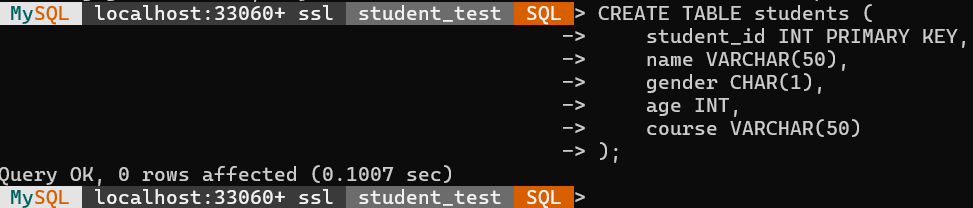 MySQL localhost:33060+ ssl student_test SQL > CREATE TABLE students (
-> student_id INT PRIMARY KEY,
-> name VARCHAR(50),
-> gender CHAR(1),
-> age INT,
-> course VARCHAR(50)
-> );
Query OK, 0 rows affected (0.1007 sec)
MySQL localhost:33060+ ssl student_test SQL >